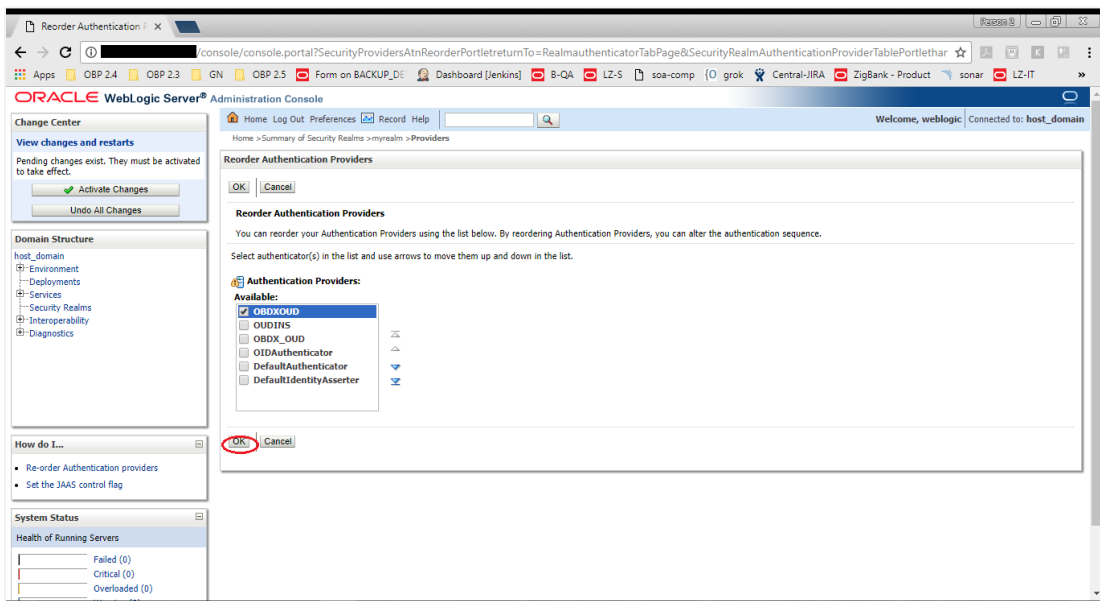 Reorder Authentication P
Person 2
/console/console.portal?SecurityProvidersAtnReorderPortletreturnTo=RealmauthenticatorTabPage&SecurityRealmAuthenticationProviderTablePortlethar
Apps OBP 2.4 OBP 2.3 GN OBP 2.5 Form on BACKUP_DE Dashboard [Jenkins] B-QA LZ-S soa-comp grok Central-JIRA ZigBank - Product sonar LZ-IT »
ORACLE WebLogic Server® Administration Console
Change Center
View changes and restarts
Pending changes exist. They must be activated
to take effect.
Activate Changes
Undo All Changes
Domain Structure
host_domain
Environment
Deployments
Services
Security Realms
Interoperability
Diagnostics
How do I...
Re-order Authentication providers
Set the JAAS control flag
System Status
Health of Running Servers
Failed (0)
Critical (0)
Overloaded (0)
Home Log Out Preferences Record Help
Welcome, weblogic Connected to: host_domain
Home >Summary of Security Realms >myrealm >Providers
Reorder Authentication Providers
OK Cancel
Reorder Authentication Providers
You can reorder your Authentication Providers using the list below. By reordering Authentication Providers, you can alter the authentication sequence.
Select authenticator(s) in the list and use arrows to move them up and down in the list.
Authentication Providers:
Available:
OBDXOUD
OUDINS
OBDX_OUD
OIDAuthenticator
DefaultAuthenticator
DefaultIdentityAsserter
OK Cancel